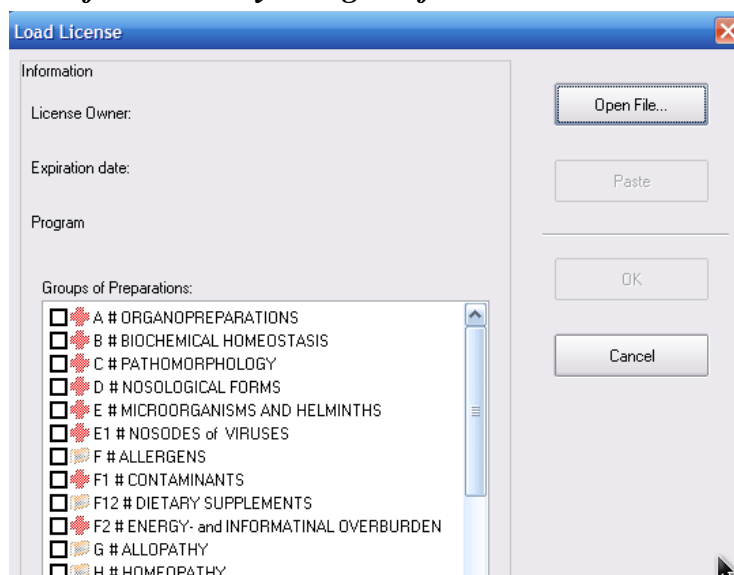 Load License
Information
License Owner:
Expiration date:
Program
Groups of Preparations:
A # ORGANOPREPARATIONS
B # BIOCHEMICAL HOMEOSTASIS
C # PATHOMORPHOLOGY
D # NOSOLOGICAL FORMS
E # MICROORGANISMS AND HELMINTHS
E1 # NOSODES of VIRUSES
F # ALLERGENS
F1 # CONTAMINANTS
F12 # DIETARY SUPPLEMENTS
F2 # ENERGY- and INFORMATINAL OVERBURDEN
G # ALLOPATHY
H # HOMEOPATHY
Open File...
Paste
OK
Cancel